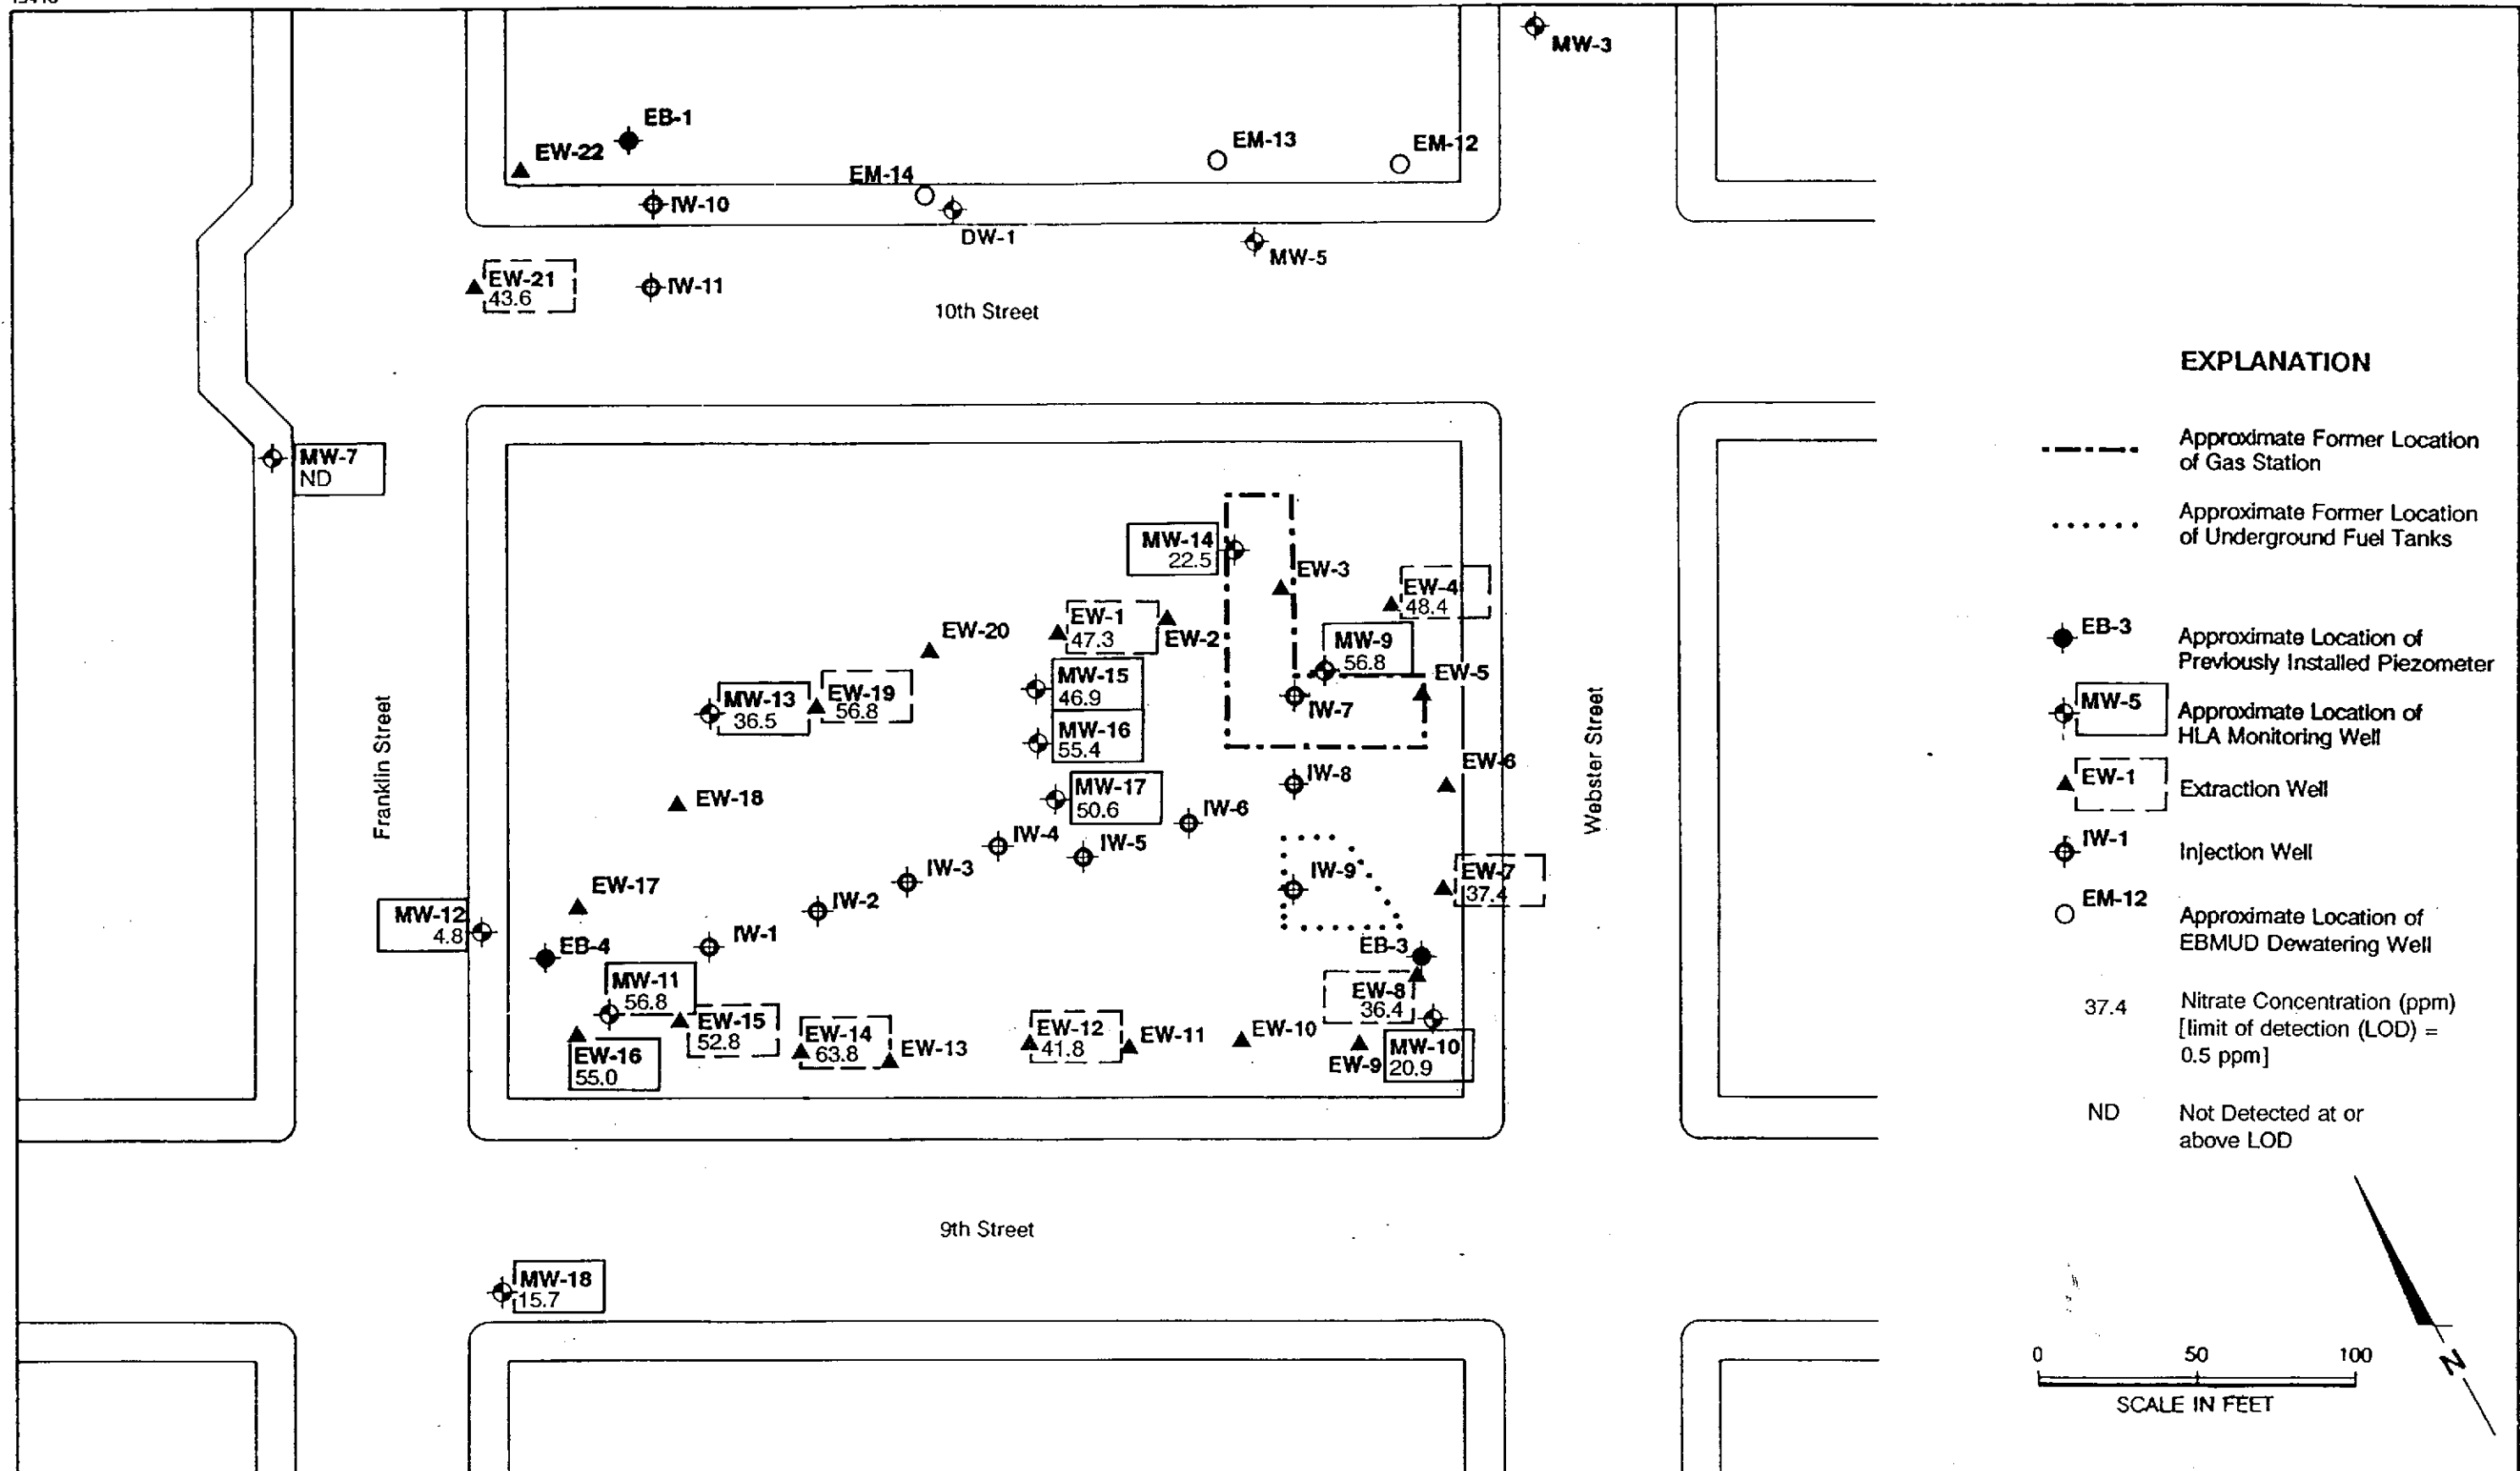 MW-3
EB-1
EW-22
EM-13
EM-12
EM-14
IW-10
DW-1
MW-5
EW-21
43.6
IW-11
10th Street
MW-7
ND
MW-14
22.5
EW-3
EW-4
48.4
EW-1
47.3
EW-2
EW-20
MW-9
56.8
EW-5
MW-15
46.9
MW-13
36.5
EW-19
56.8
IW-7
MW-16
55.4
Franklin Street
Webster Street
EW-6
IW-8
EW-18
MW-17
50.6
IW-6
IW-4
IW-5
IW-3
IW-9
EW-7
37.4
EW-17
IW-2
MW-12
4.8
IW-1
EB-4
EB-3
MW-11
56.8
EW-8
36.4
EW-15
52.8
EW-14
63.8
EW-13
EW-12
41.8
EW-11
EW-10
EW-9
MW-10
20.9
EW-16
55.0
9th Street
MW-18
15.7
EXPLANATION
Approximate Former Location
of Gas Station
Approximate Former Location
of Underground Fuel Tanks
EB-3
Approximate Location of
Previously Installed Piezometer
MW-5
Approximate Location of
HLA Monitoring Well
EW-1
Extraction Well
IW-1
Injection Well
EM-12
Approximate Location of
EBMUD Dewatering Well
37.4
Nitrate Concentration (ppm)
[limit of detection (LOD) =
0.5 ppm]
ND
Not Detected at or
above LOD
N
0 50 100
SCALE IN FEET